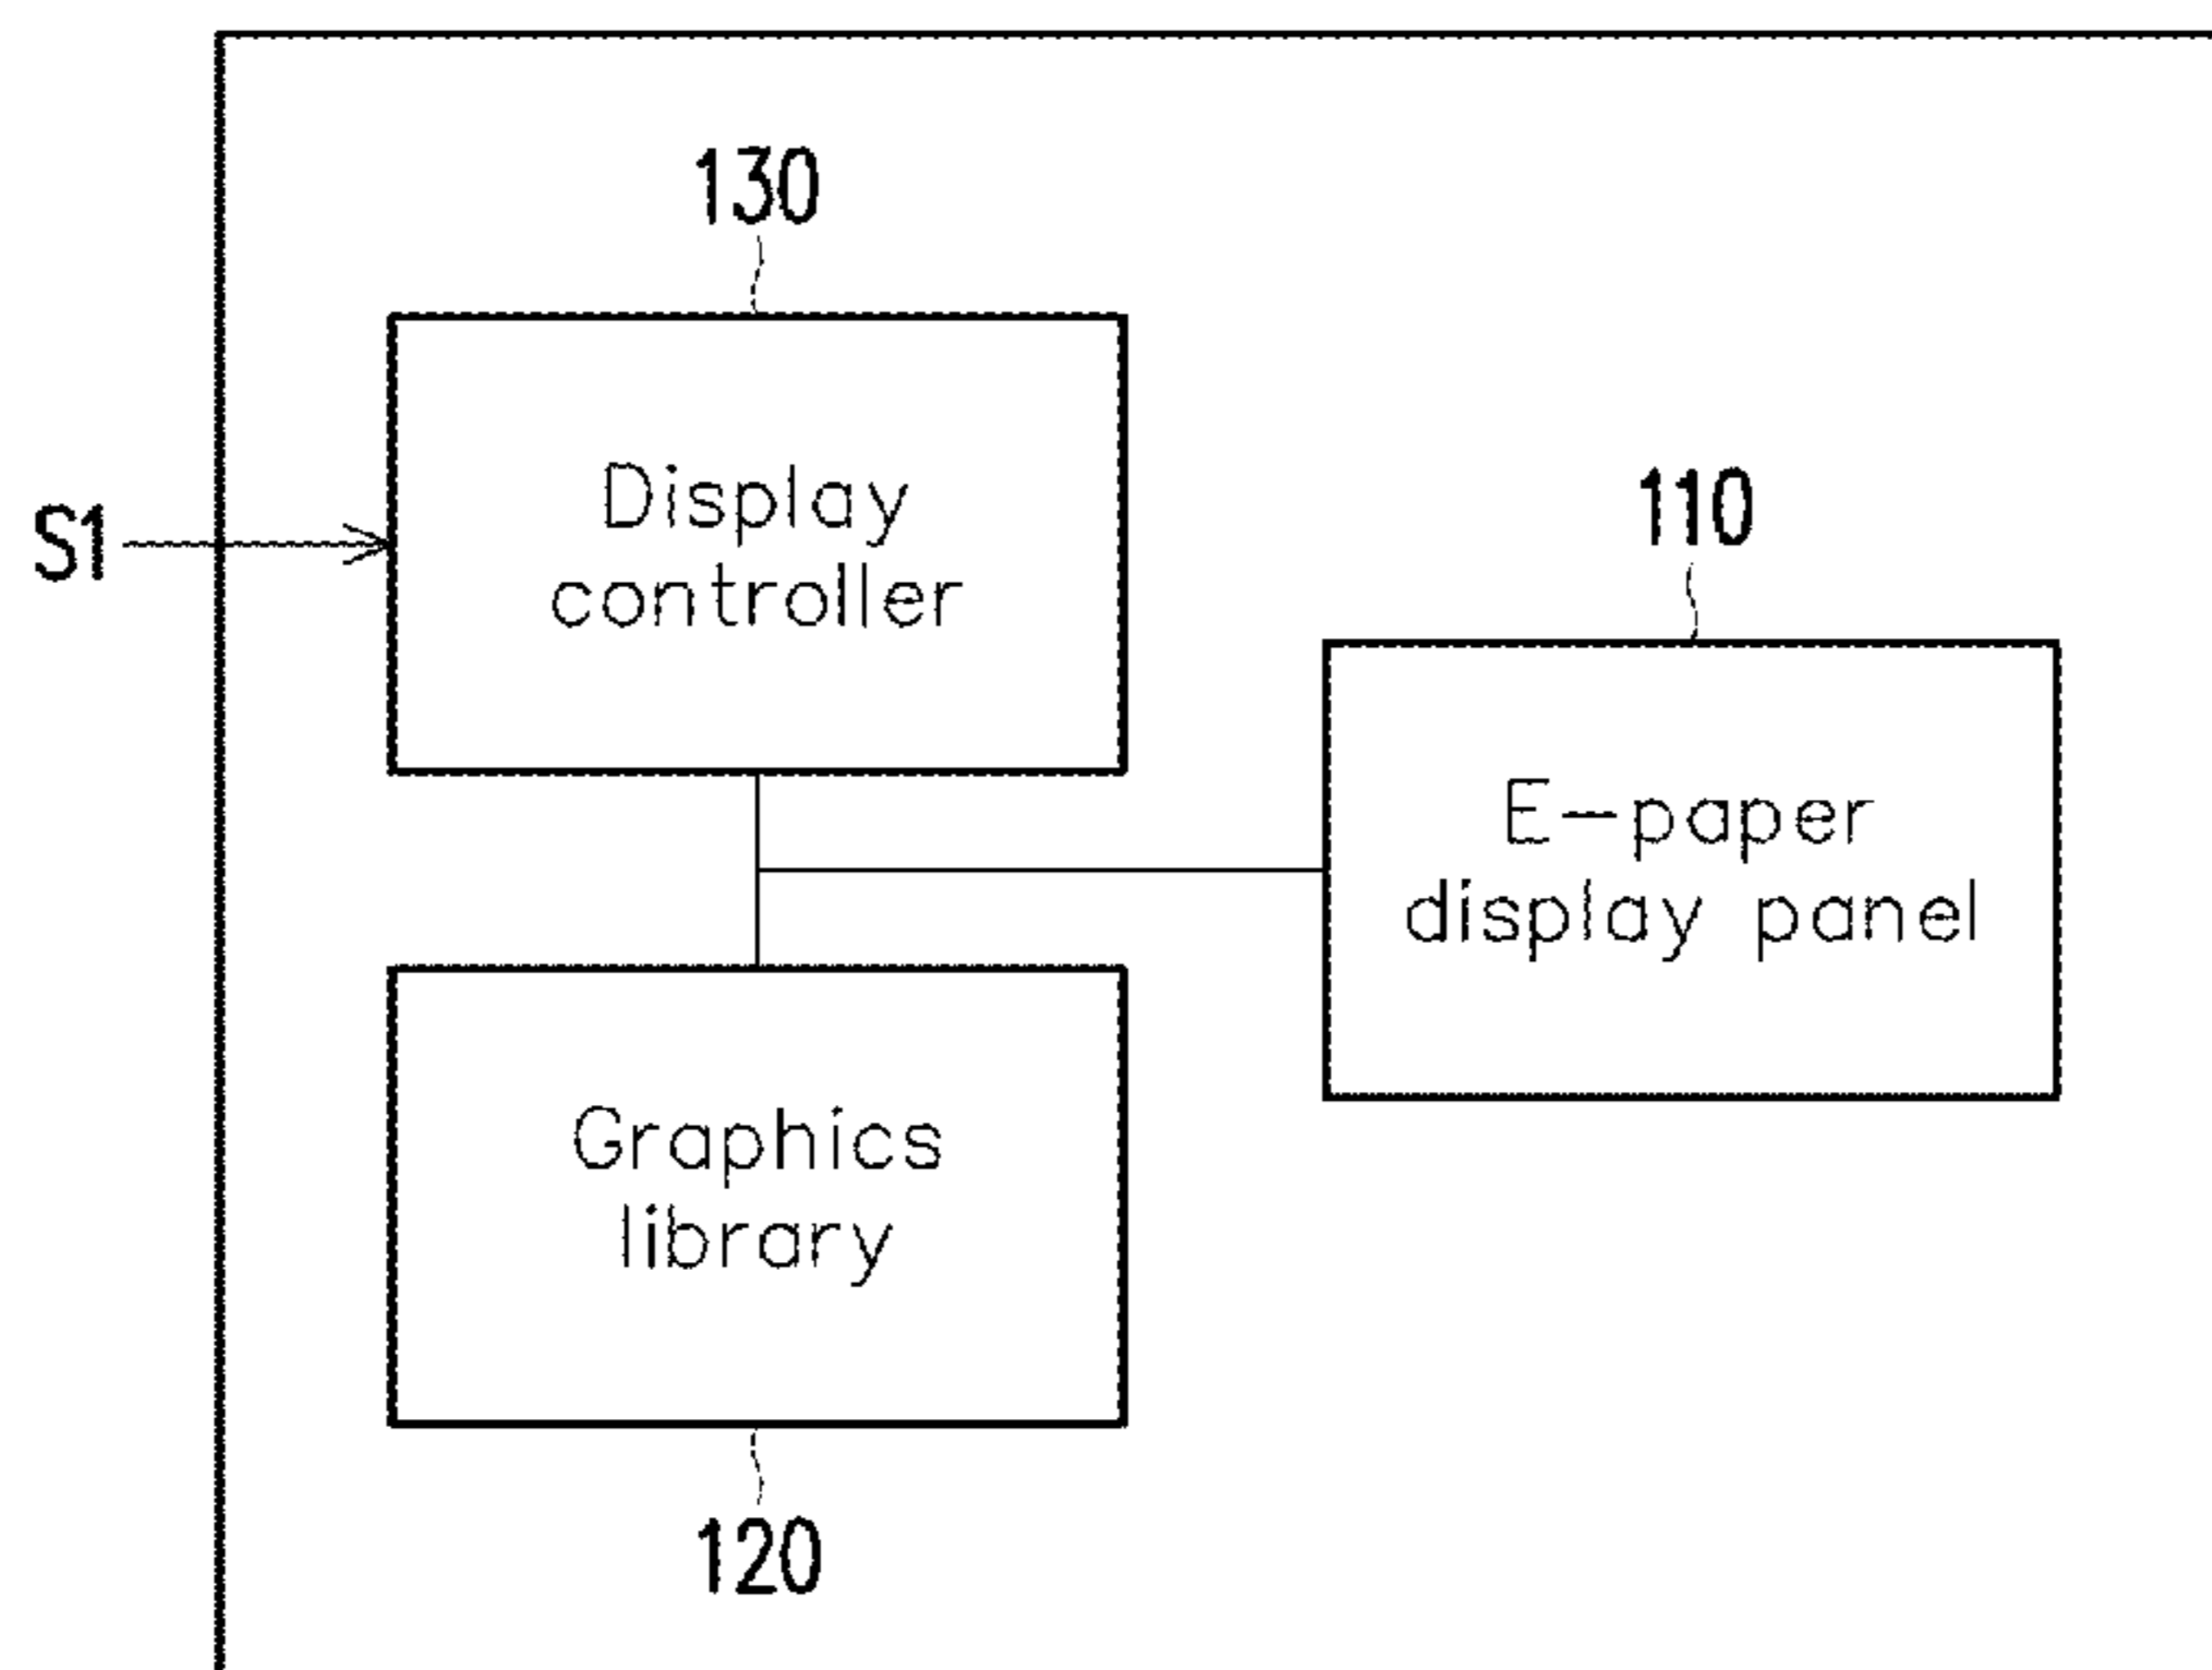 130
Display
controller
S1
110
E-paper
display panel
Graphics
library
120